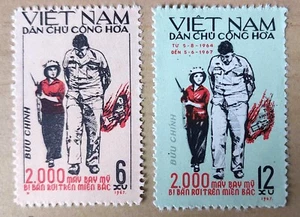 VIỆT NAM
DÂN CHỦ CỘNG HÒA
BƯU CHÍNH
2.000 MÁY BAY MỸ
BỊ BẮN RƠI TRÊN MIỀN BẮC
6
XU
1967
VIỆT NAM
DÂN CHỦ CỘNG HÒA
TỪ 5-8-1964
ĐẾN 5-6-1967
BƯU CHÍNH
2.000 MÁY BAY MỸ
BỊ BẮN RƠI TRÊN MIỀN BẮC
12
XU
1967